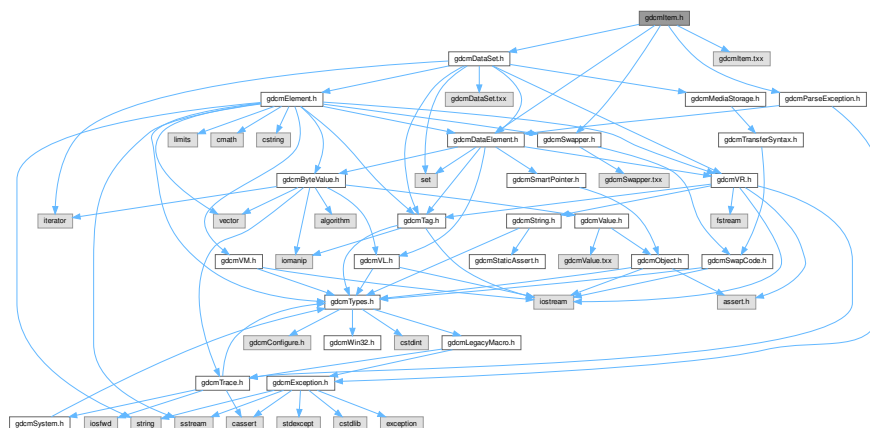 gdcmItem.h
gdcmDataSet.h
gdcmItem.txx
gdcmElement.h
gdcmDataSet.txx
gdcmMediaStorage.h
gdcmParseException.h
limits
cmath
cstring
gdcmDataElement.h
gdcmSwapper.h
gdcmTransferSyntax.h
gdcmByteValue.h
set
gdcmSmartPointer.h
gdcmSwapper.txx
gdcmVR.h
iterator
vector
algorithm
gdcmTag.h
gdcmString.h
gdcmValue.h
fstream
gdcmVM.h
iomanip
gdcmVL.h
gdcmStaticAssert.h
gdcmValue.txx
gdcmObject.h
gdcmSwapCode.h
gdcmTypes.h
iostream
assert.h
gdcmConfigure.h
gdcmWin32.h
cstdint
gdcmLegacyMacro.h
gdcmTrace.h
gdcmException.h
gdcmSystem.h
iosfwd
string
sstream
cassert
stdexcept
cstdlib
exception